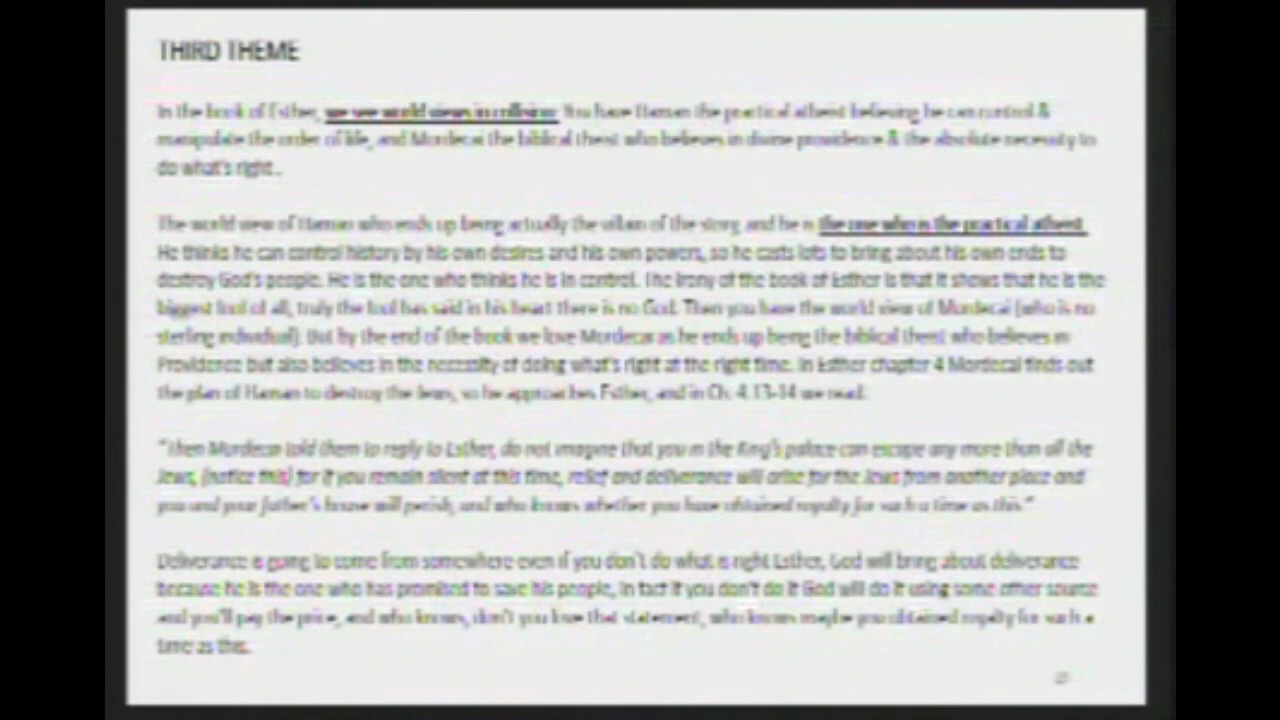 THIRD THEME
In the book of Esther, we see world views in collision. You have Haman the practical atheist believing he can control &
manipulate the order of life, and Mordecai the biblical theist who believes in divine providence & the absolute necessity to
do what's right..
The world view of Haman who ends up being actually the villain of the story, and he is the one who is the practical atheist.
He thinks he can control history by his own desires and his own powers, so he casts lots to bring about his own ends to
destroy God's people. He is the one who thinks he is in control. The irony of the book of Esther is that it shows that he is the
biggest fool of all, truly the fool has said in his heart there is no God. Then you have the world view of Mordecai (who is no
sterling individual). But by the end of the book we love Mordecai as he ends up being the biblical theist who believes in
Providence but also believes in the necessity of doing what's right at the right time. In Esther chapter 4 Mordecai finds out
the plan of Haman to destroy the Jews, so he approaches Esther, and in Ch. 4.13-14 we read.
"Then Mordecai told them to reply to Esther, do not imagine that you in the King's palace can escape any more than all the
Jews, (notice this) for if you remain silent at this time, relief and deliverance will arise for the Jews from another place and
you and your father's house will perish, and who knows whether you have obtained royalty for such a time as this."
Deliverance is going to come from somewhere even if you don't do what is right Esther, God will bring about deliverance
because he is the one who has promised to save his people, in fact if you don't do it God will do it using some other source
and you'll pay the price, and who knows, don't you love that statement, who knows maybe you obtained royalty for such a
time as this.